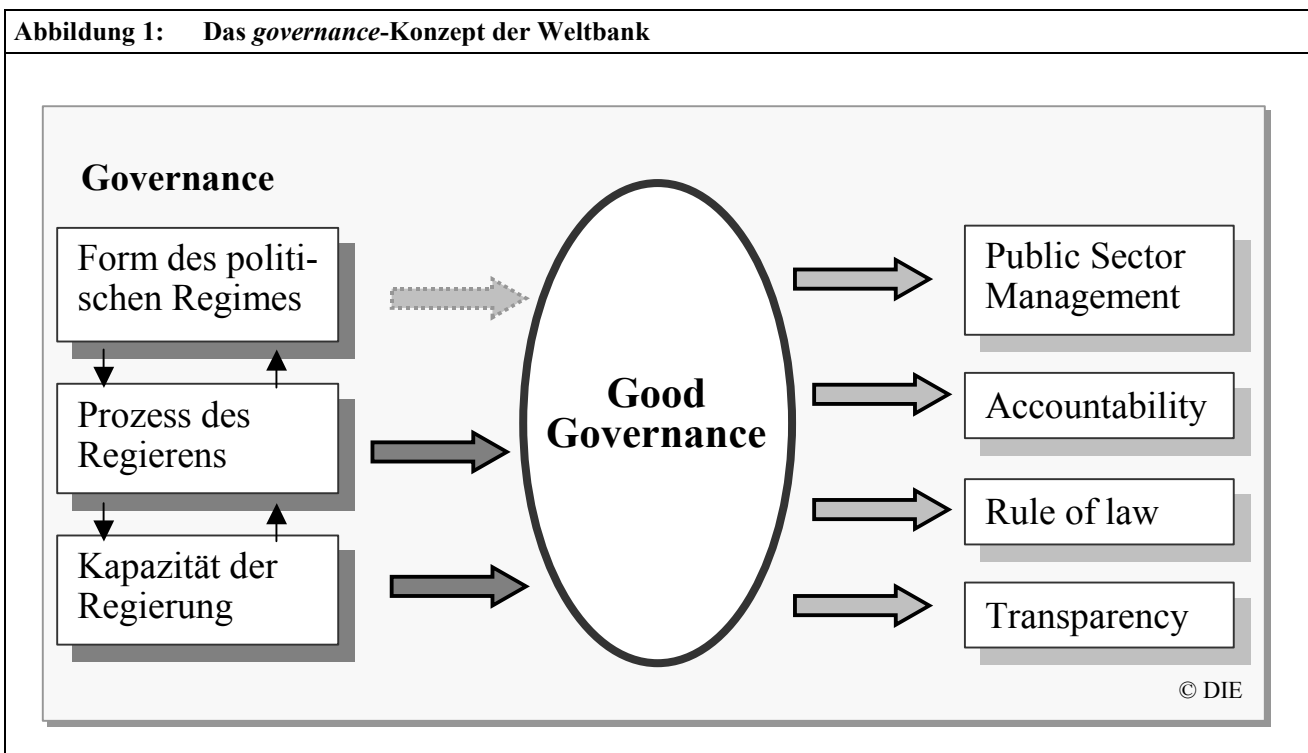 Abbildung 1: Das governance-Konzept der Weltbank
Governance
Form des politi-
schen Regimes
Prozess des
Regierens
Kapazität der
Regierung
Good
Governance
Public Sector
Management
Accountability
Rule of law
Transparency
© DIE